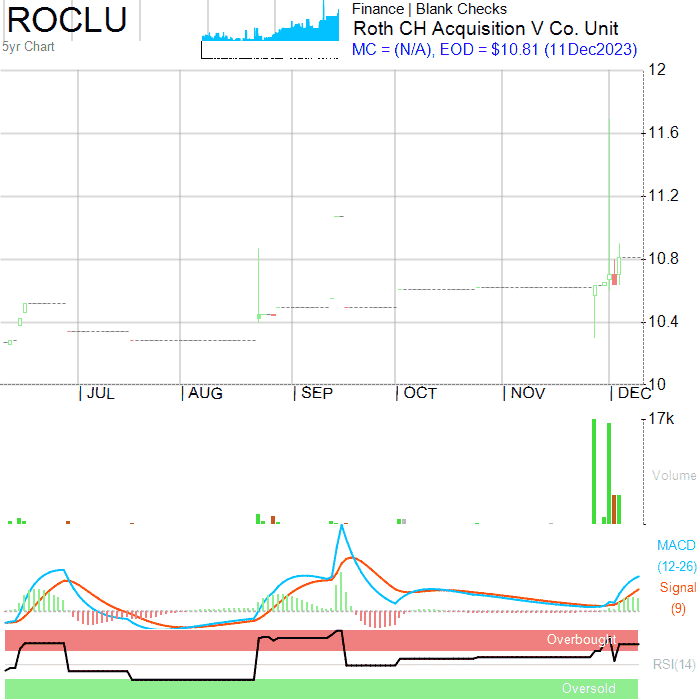 ROCLU
5yr Chart
Finance | Blank Checks
Roth CH Acquisition V Co. Unit
MC = (N/A), EOD = $10.81 (11Dec2023)
12
11.6
11.2
10.8
10.4
10
| JUL | AUG | SEP | OCT | NOV | DEC
17k
Volume
MACD
(12-26)
Signal
(9)
Overbought
RSI(14)
Oversold